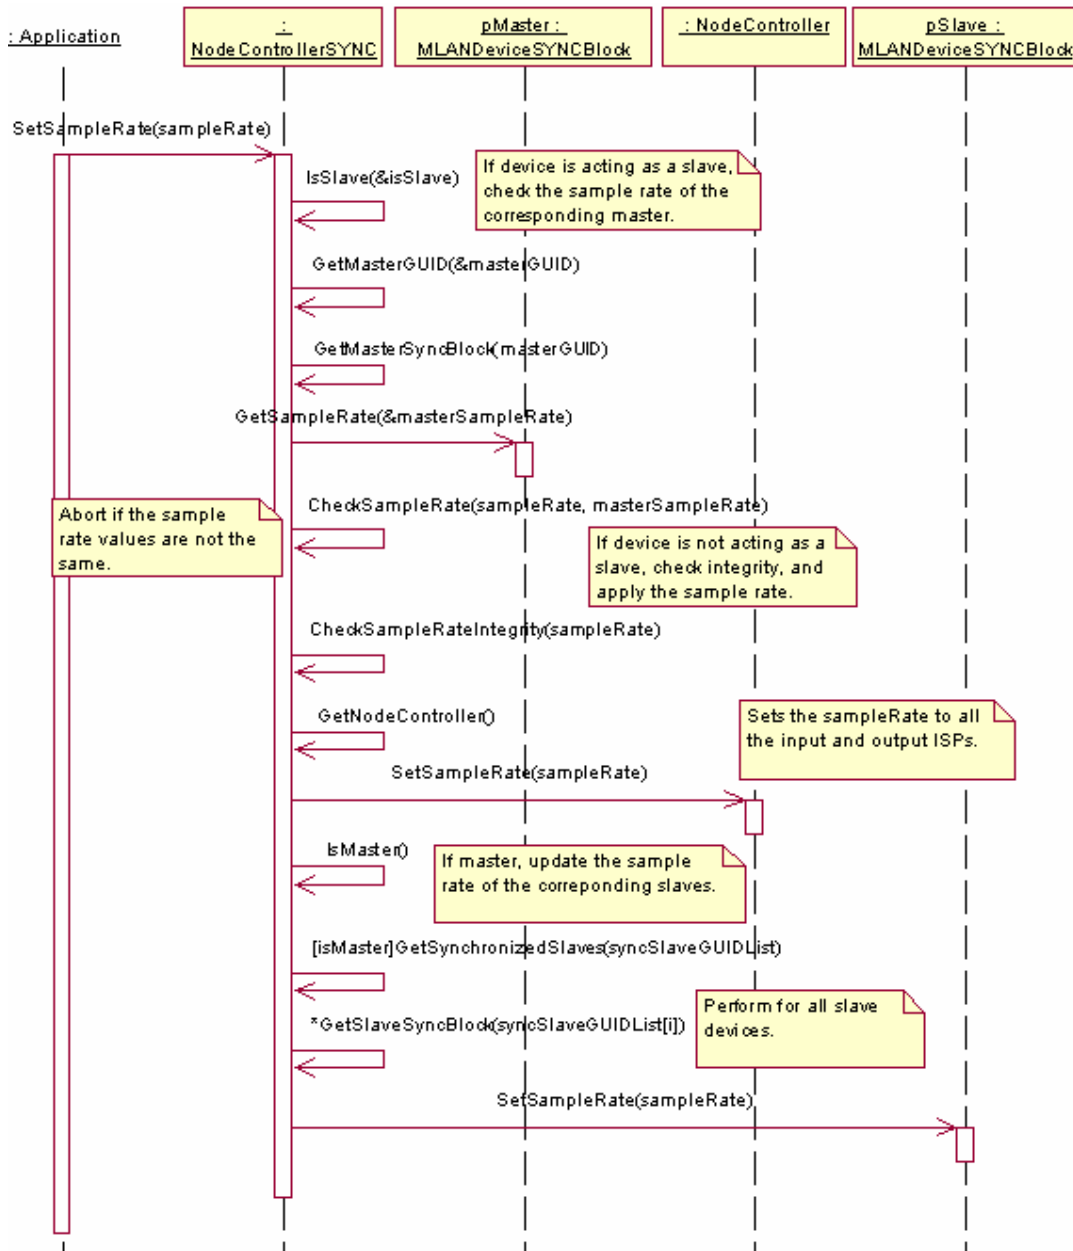 : Application
:
NodeControllerSYNC
pMaster :
MLANDeviceSYNCBlock
: NodeController
pSlave :
MLANDeviceSYNCBlock
SetSampleRate(sampleRate)
IsSlave(&isSlave)
If device is acting as a slave,
check the sample rate of the
corresponding master.
GetMasterGUID(&masterGUID)
GetMasterSyncBlock(masterGUID)
GetSampleRate(&masterSampleRate)
Abort if the sample
rate values are not the
same.
CheckSampleRate(sampleRate, masterSampleRate)
If device is not acting as a
slave, check integrity, and
apply the sample rate.
CheckSampleRateIntegrity(sampleRate)
GetNodeController()
Sets the sampleRate to all
the input and output ISPs.
SetSampleRate(sampleRate)
IsMaster()
If master, update the sample
rate of the correponding slaves.
[isMaster]GetSynchronizedSlaves(syncSlaveGUIDList)
Perform for all slave
devices.
*GetSlaveSyncBlock(syncSlaveGUIDList[i])
SetSampleRate(sampleRate)